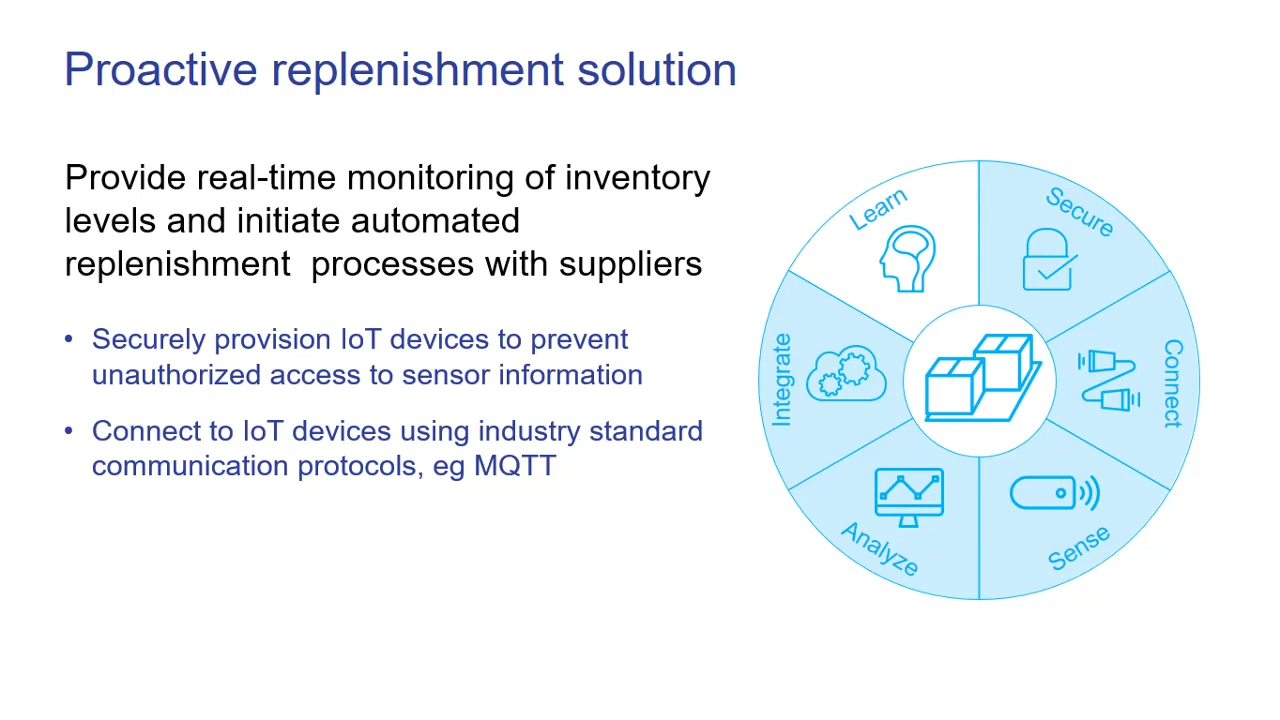 Proactive replenishment solution
Provide real-time monitoring of inventory
levels and initiate automated
replenishment  processes with suppliers
• Securely provision IoT devices to prevent
unauthorized access to sensor information
• Connect to IoT devices using industry standard
communication protocols, eg MQTT
Learn
Secure
Integrate
Connect
Analyze
Sense